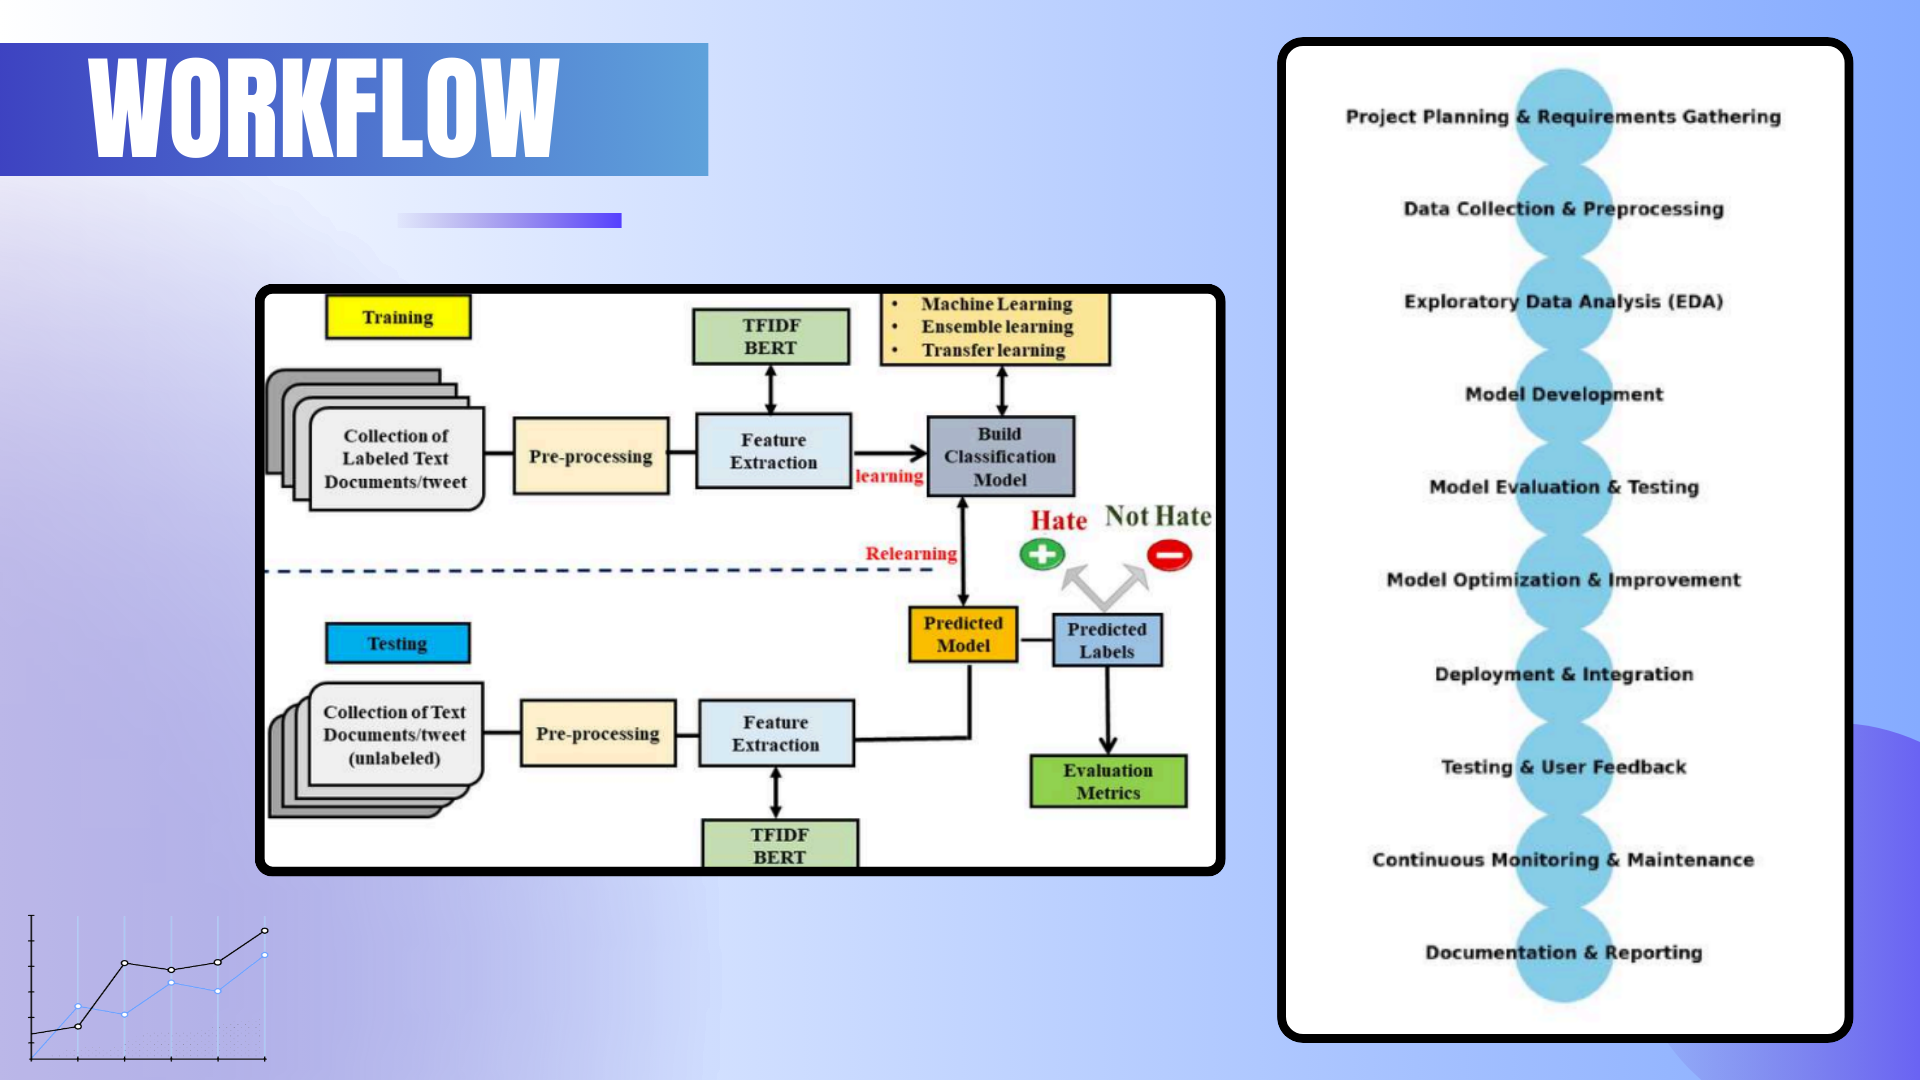 WORKFLOW
Training
TFIDF
BERT
• Machine Learning
• Ensemble learning
• Transfer learning
Collection of
Labeled Text
Documents/tweet
Pre-processing
Feature
Extraction
learning
Build
Classification
Model
Hate
Not Hate
Relearning
Testing
Predicted
Model
Predicted
Labels
Collection of Text
Documents/tweet
(unlabeled)
Pre-processing
Feature
Extraction
Evaluation
Metrics
TFIDF
BERT
Project Planning & Requirements Gathering
Data Collection & Preprocessing
Exploratory Data Analysis (EDA)
Model Development
Model Evaluation & Testing
Model Optimization & Improvement
Deployment & Integration
Testing & User Feedback
Continuous Monitoring & Maintenance
Documentation & Reporting